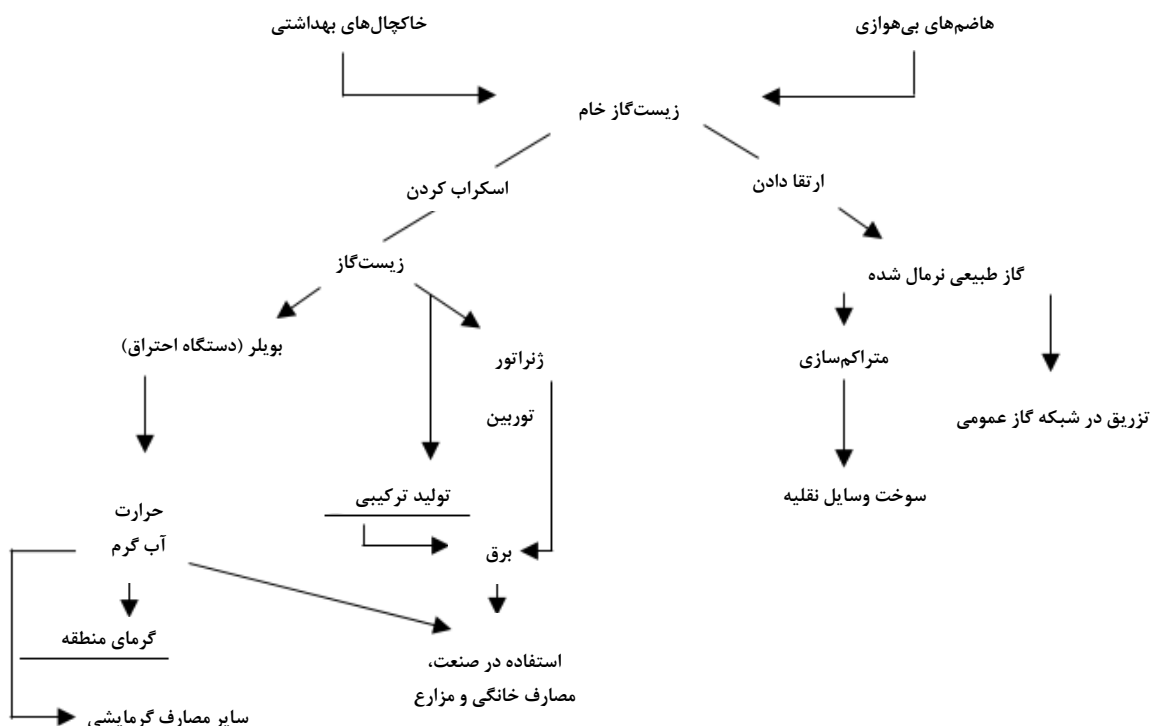 هاضم‌های بی‌هوازی
خاکچال‌های بهداشتی
زیست‌گاز خام
ارتقا دادن
اسکراب کردن
زیست‌گاز
گاز طبیعی نرمال شده
بویلر (دستگاه احتراق)
ژنراتور
توربین
متراکم‌سازی
تزریق در شبکه گاز عمومی
سوخت وسایل نقلیه
تولید ترکیبی
حرارت
آب گرم
برق
گرمای منطقه
استفاده در صنعت،
مصارف خانگی و مزارع
سایر مصارف گرمایشی